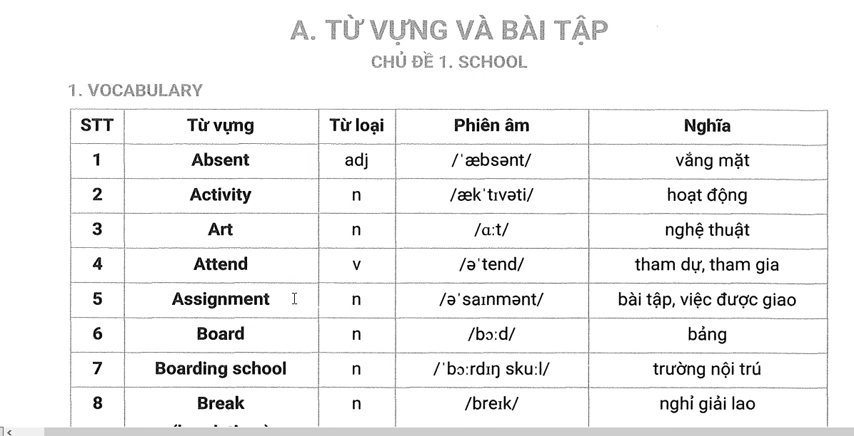 A. TỪ VỰNG VÀ BÀI TẬP
CHỦ ĐỀ 1. SCHOOL
1. VOCABULARY
STT Từ vựng Từ loại Phiên âm Nghĩa
1 Absent adj /ˈæbsənt/ vắng mặt
2 Activity n /ækˈtɪvəti/ hoạt động
3 Art n /ɑːt/ nghệ thuật
4 Attend v /əˈtend/ tham dự, tham gia
5 Assignment n /əˈsaɪnmənt/ bài tập, việc được giao
6 Board n /bɔːd/ bảng
7 Boarding school n /ˈbɔːrdɪŋ skuːl/ trường nội trú
8 Break n /breɪk/ nghỉ giải lao